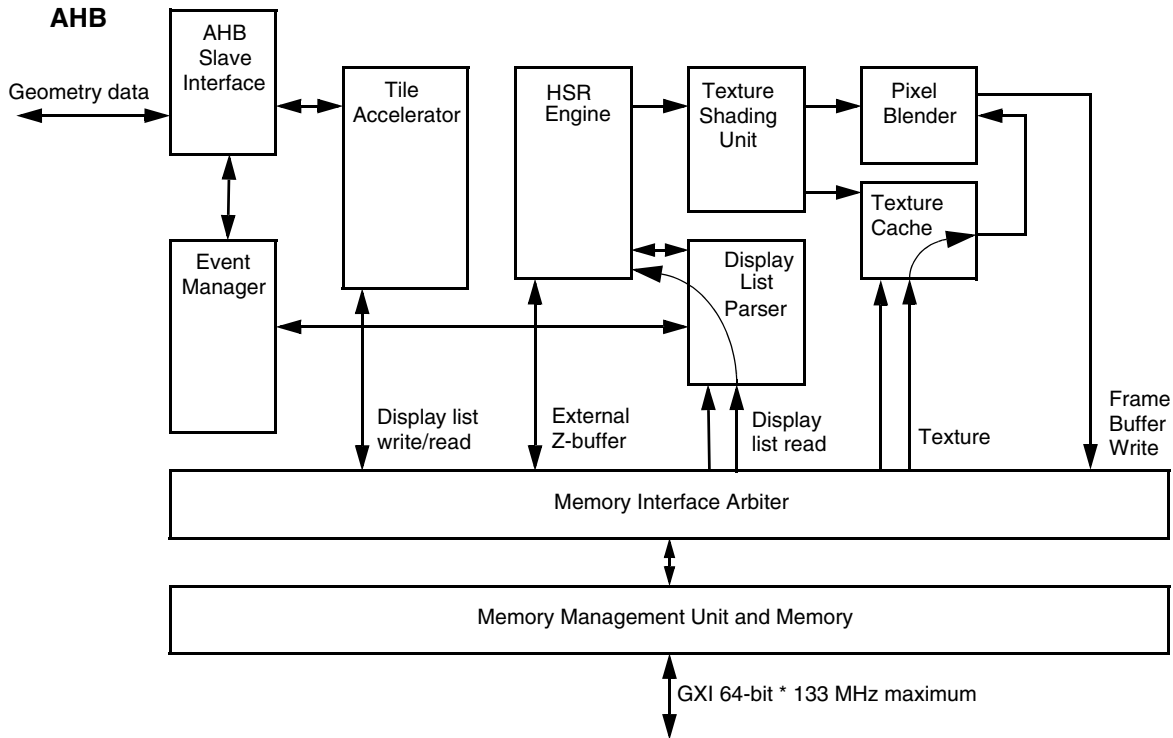 AHB
AHB
Slave
Interface
Geometry data
Tile
Accelerator
HSR
Engine
Texture
Shading
Unit
Pixel
Blender
Texture
Cache
Event
Manager
Display
List
Parser
Display list
write/read
External
Z-buffer
Display
list read
Texture
Frame
Buffer
Write
Memory Interface Arbiter
Memory Management Unit and Memory
GXI 64-bit * 133 MHz maximum